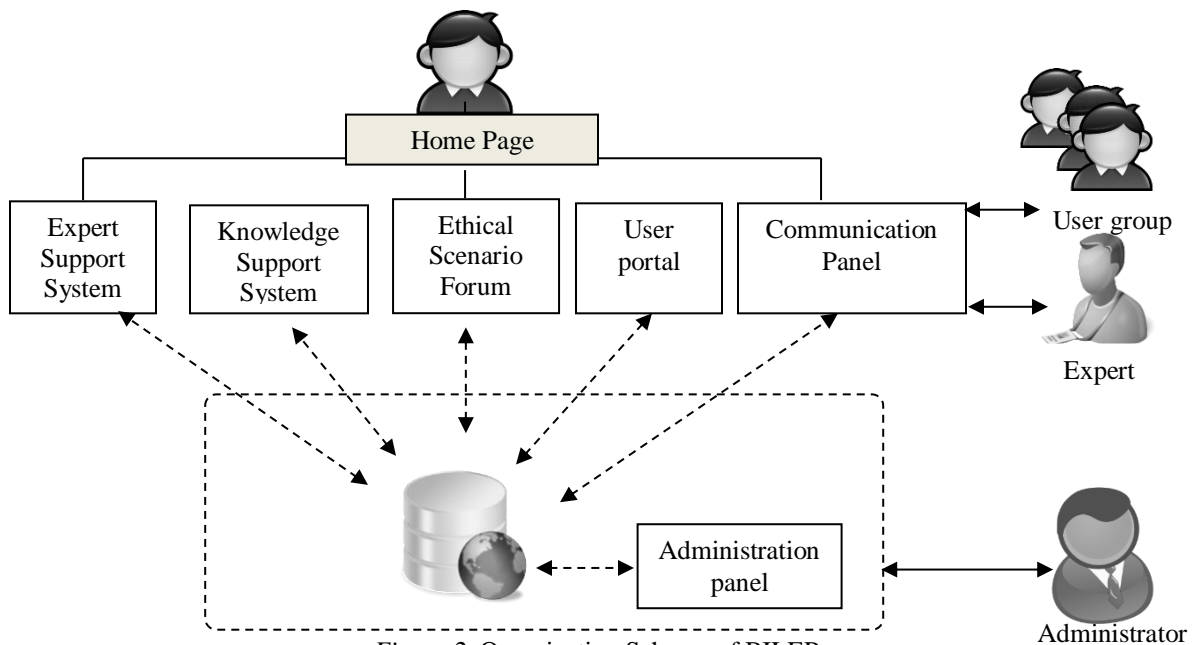 Home Page
Expert
Support
System
Knowledge
Support
System
Ethical
Scenario
Forum
User
portal
Communication
Panel
User group
Expert
Administration
panel
Administrator